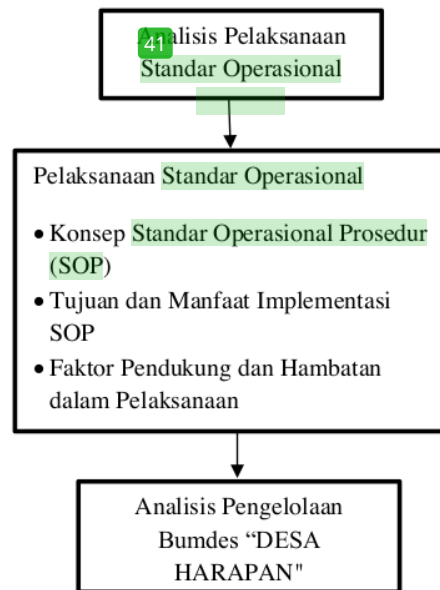 Analisis Pelaksanaan
41
Standar Operasional
Pelaksanaan Standar Operasional
• Konsep Standar Operasional Prosedur
(SOP)
• Tujuan dan Manfaat Implementasi
SOP
• Faktor Pendukung dan Hambatan
dalam Pelaksanaan
Analisis Pengelolaan
Bumdes “DESA
HARAPAN"